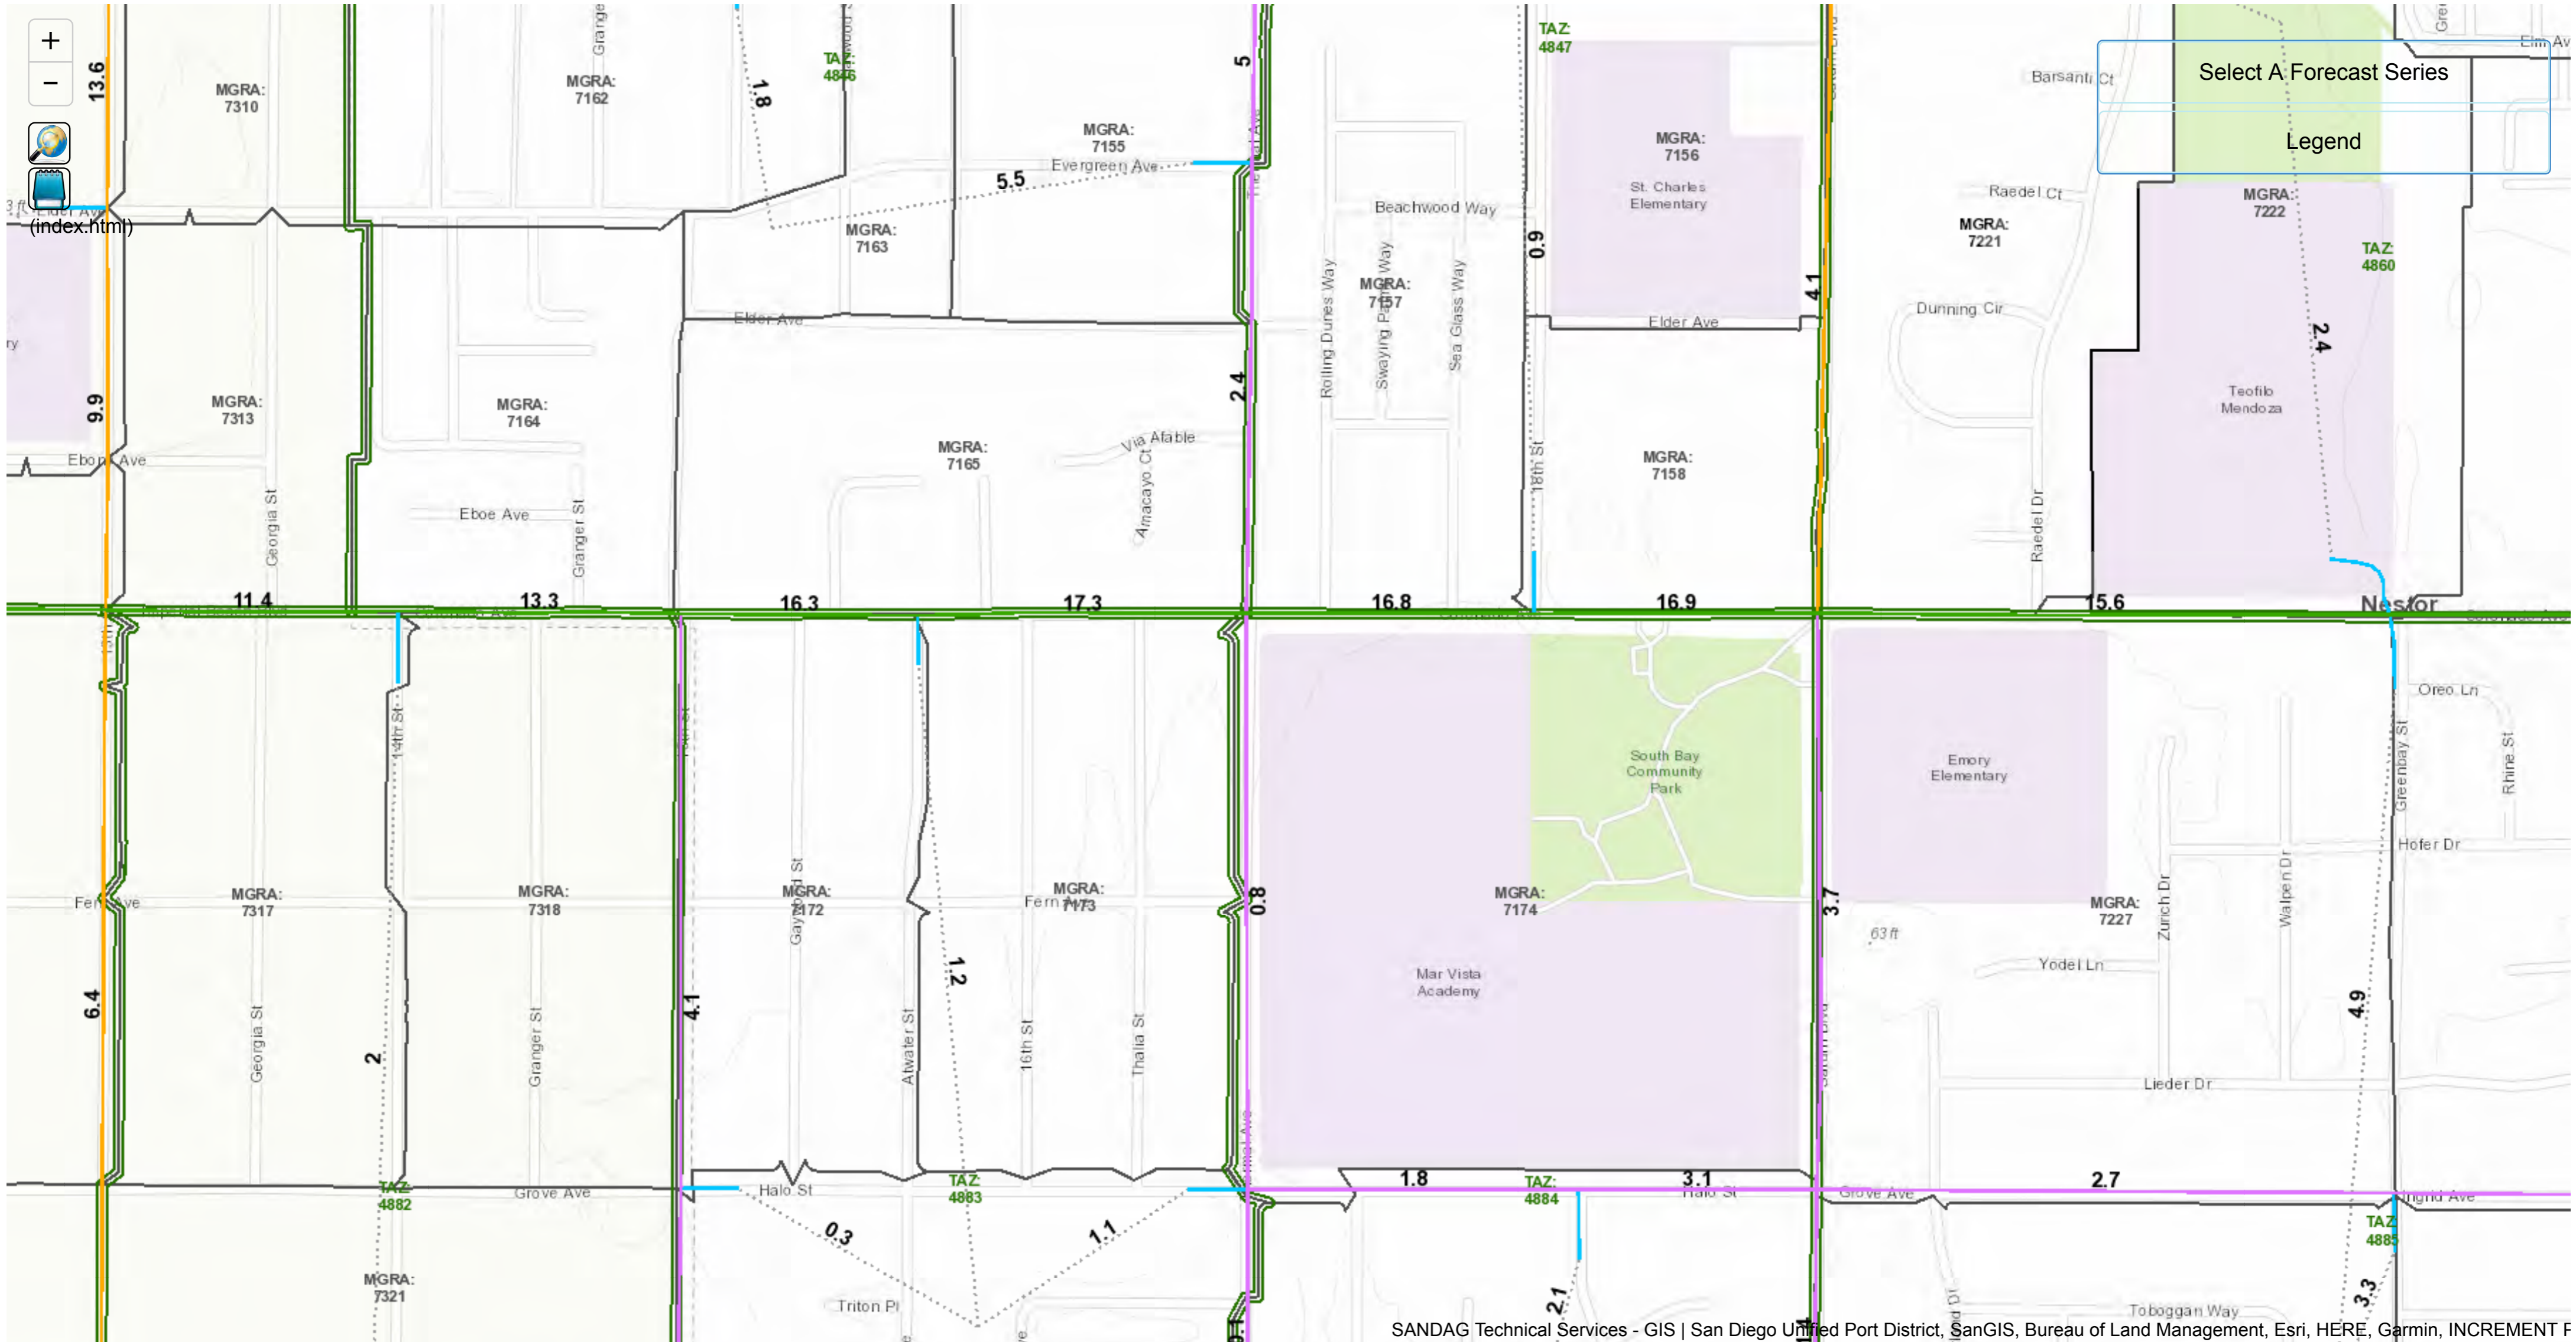 +
−
(index.html)
Select A Forecast Series
Legend
13.6
MGRA:
7310
MGRA:
7162
1.8
TAZ:
4846
5
MGRA:
7155
Evergreen Ave
5.5
MGRA:
7163
TAZ:
4847
MGRA:
7156
St. Charles
Elementary
Beachwood Way
0.9
4.1
Barsanti Ct
Raedel Ct
MGRA:
7221
MGRA:
7222
TAZ:
4860
Elm Av
Elder Ave
Elder Ave
Elder Ave
MGRA:
7157
Rolling Dunes Way
Sea Glass Way
Dunning Cir
2.4
2.4
9.9
MGRA:
7313
MGRA:
7164
MGRA:
7165
Via Afable
Amacayo Ct
MGRA:
7158
18th St
Teofilo
Mendoza
Ebony Ave
Eboe Ave
Georgia St
Granger St
Raedel Dr
11.4
13.3
16.3
17.3
16.8
16.9
15.6
Nestor
Oreo Ln
14th St
South Bay
Community
Park
Emory
Elementary
Greenbay St
Rhine St
Hofer Dr
Fern Ave
MGRA:
7317
MGRA:
7318
MGRA:
7172
Gaywood St
Fern Ave
MGRA:
7173
0.8
MGRA:
7174
3.7
MGRA:
7227
Zurich Dr
Walpen Dr
63 ft
Yodel Ln
Mar Vista
Academy
6.4
Georgia St
2
Granger St
4.1
Atwater St
1.2
16th St
Thalia St
4.9
Lieder Dr
TAZ:
4882
Grove Ave
Halo St
TAZ:
4883
1.8
TAZ:
4884
3.1
Halo St
Grove Ave
2.7
Ingrid Ave
TAZ:
4885
0.3
1.1
MGRA:
7321
Triton Pl
2.1
3.3
Toboggan Way
SANDAG Technical Services - GIS | San Diego Unified Port District, SanGIS, Bureau of Land Management, Esri, HERE, Garmin, INCREMENT P